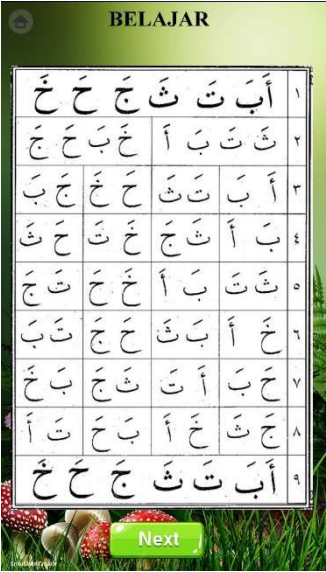 BELAJAR
١ أَ بَ تَ ثَ جَ حَ خَ
٢ ثَ تَ بَ أَ خَ بَ حَ جَ
٣ أَ بَ تَ ثَ حَ خَ جَ بَ
٤ بَ أَ ثَ جَ خَ تَ حَ ثَ
٥ ثَ تَ بَ أَ خَ جَ تَ جَ
٦ خَ أَ بَ ثَ حَ جَ تَ بَ
٧ حَ بَ أَ تَ ثَ جَ بَ خَ
٨ جَ ثَ خَ أَ بَ حَ تَ أَ
٩ أَ بَ تَ ثَ جَ حَ خَ
Next